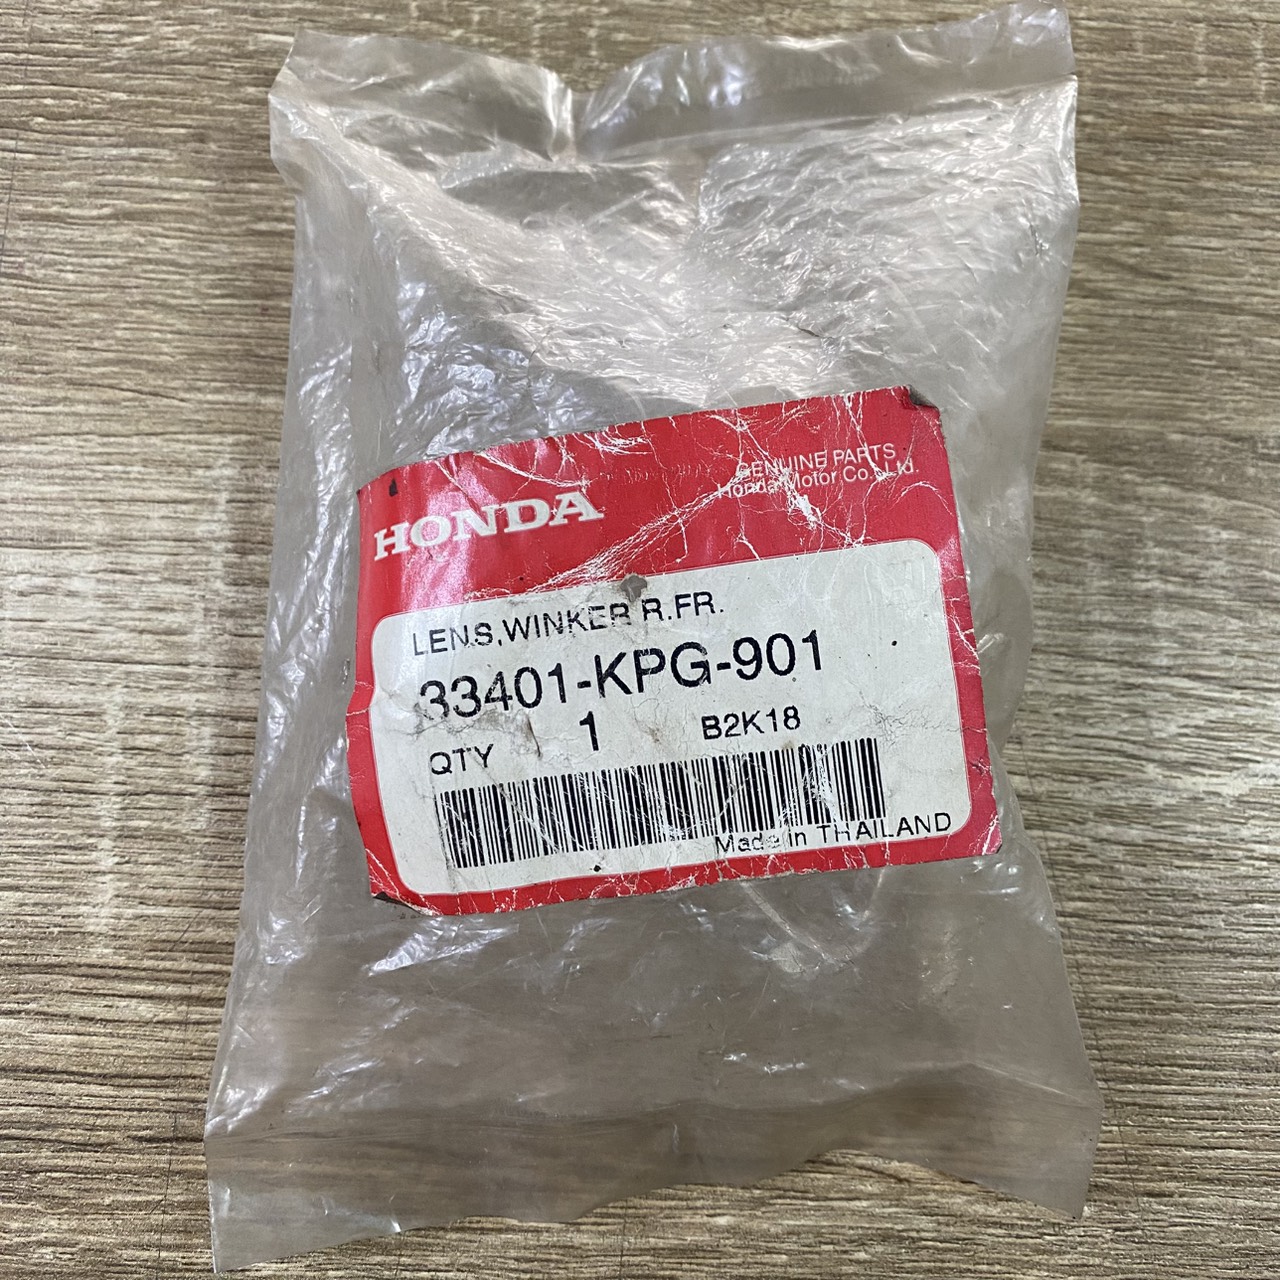 HONDA
GENUINE PARTS
Honda Motor Co., Ltd.
LENS,WINKER R.FR.
33401-KPG-901
QTY 1 B2K18
Made in THAILAND